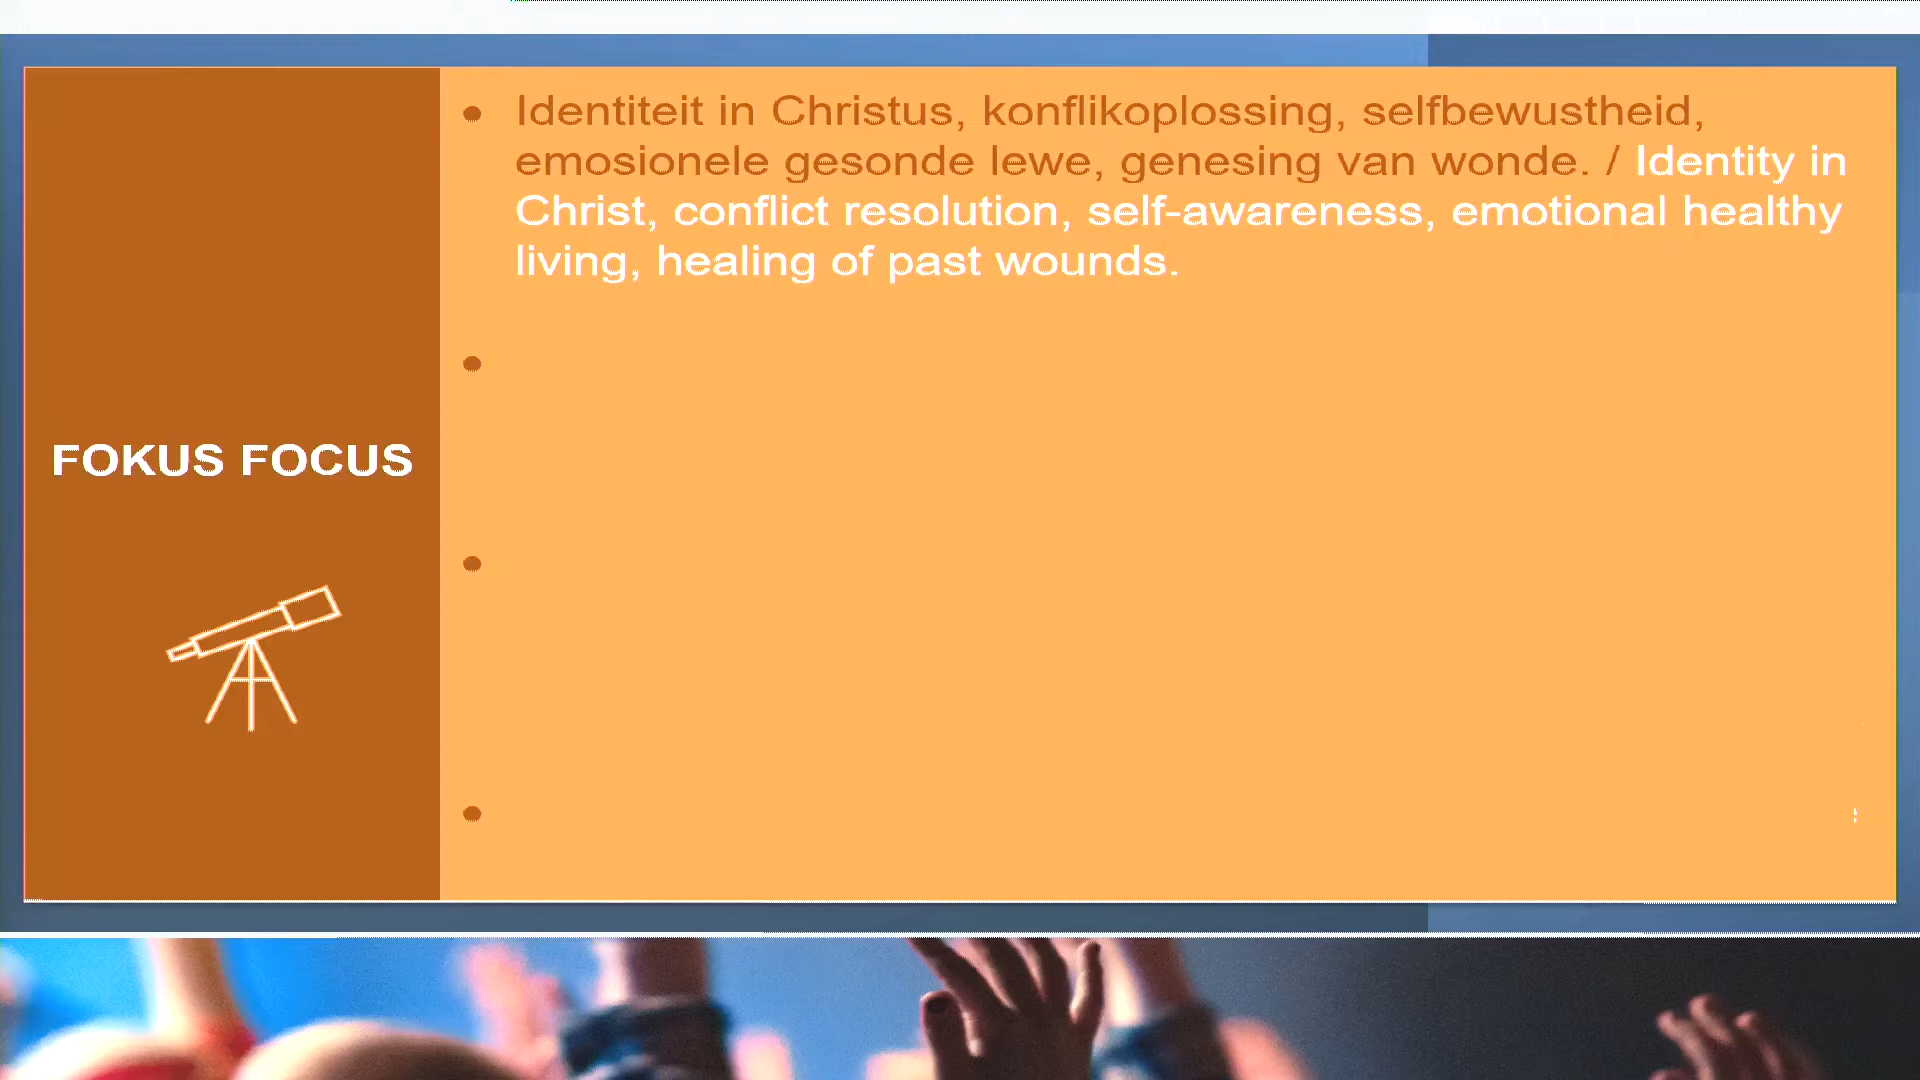 FOKUS FOCUS
• Identiteit in Christus, konflikoplossing, selfbewustheid,
emosionele gesonde lewe, genesing van wonde. / Identity in
Christ, conflict resolution, self-awareness, emotional healthy
living, healing of past wounds.
•
•
•